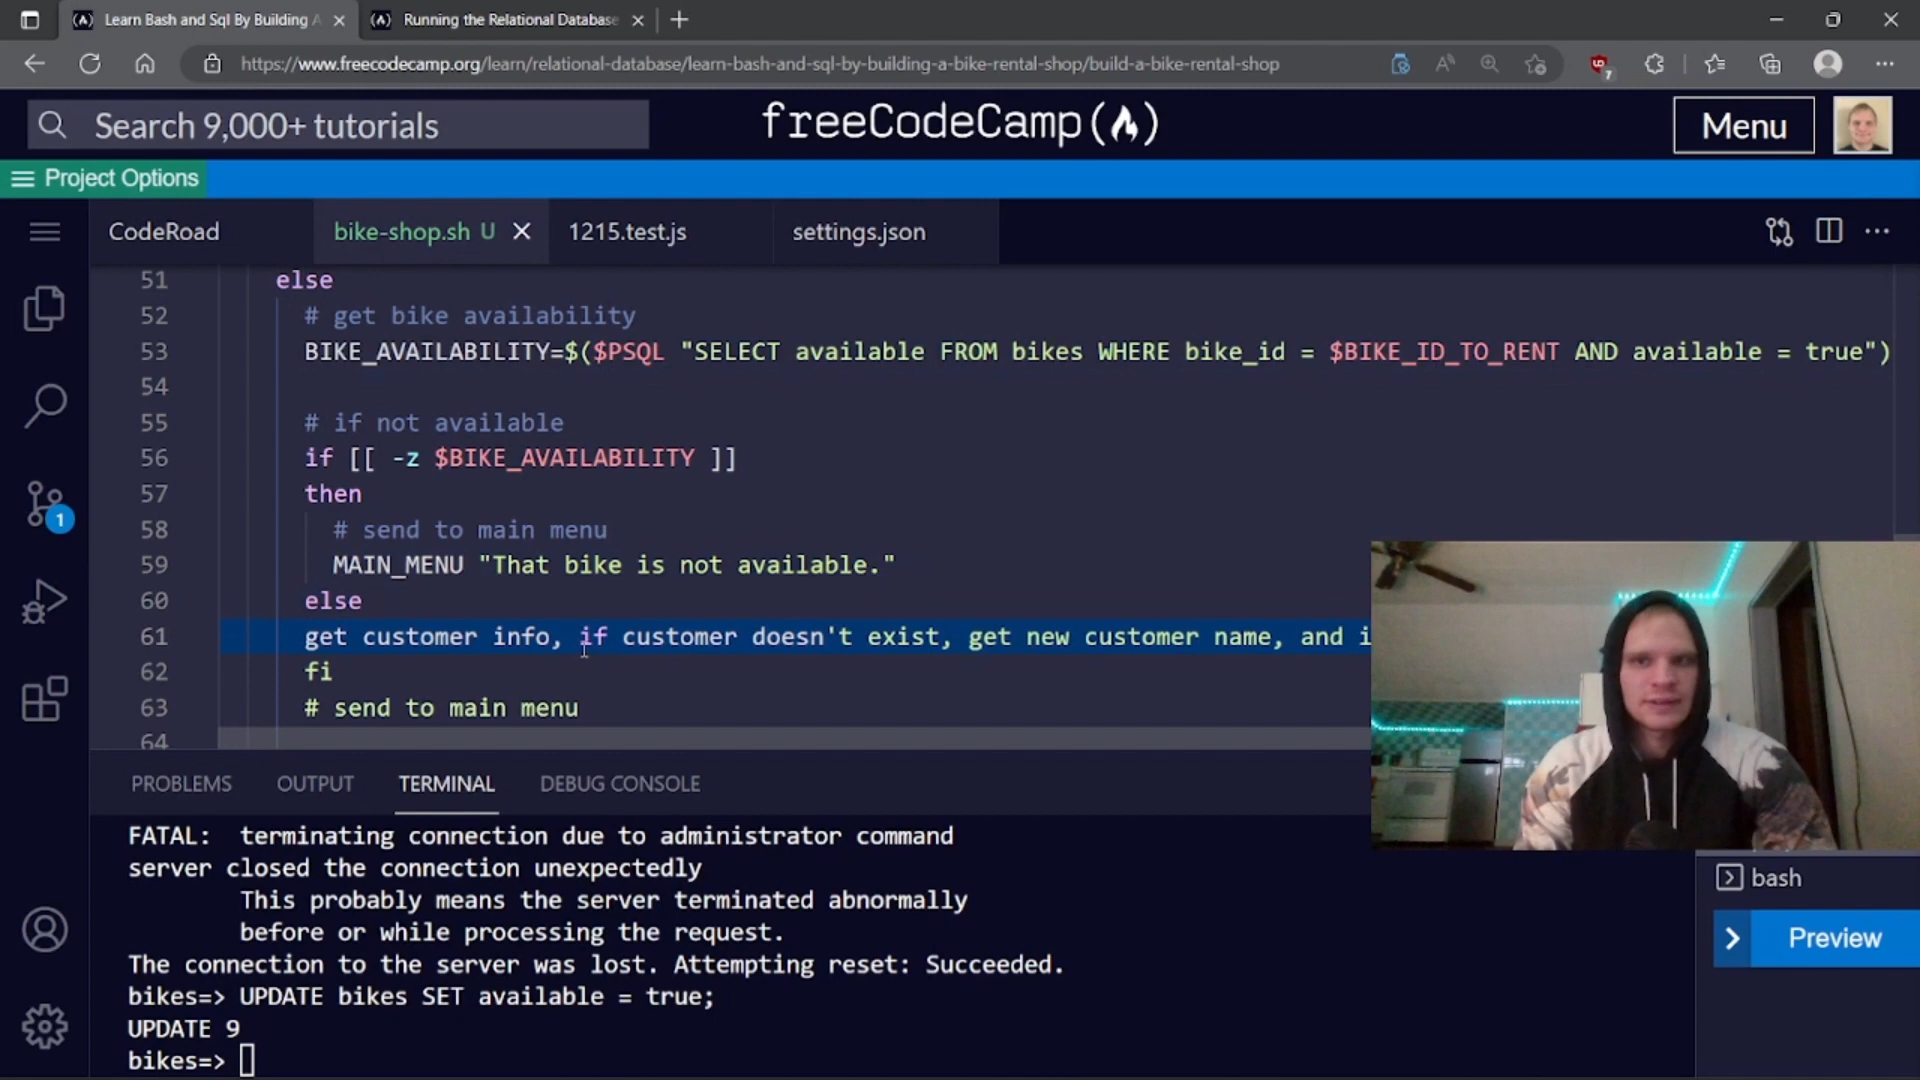 Learn Bash and Sql By Building A
Running the Relational Database
https://www.freecodecamp.org/learn/relational-database/learn-bash-and-sql-by-building-a-bike-rental-shop/build-a-bike-rental-shop
7
Search 9,000+ tutorials
freeCodeCamp
Menu
Project Options
CodeRoad
bike-shop.sh U
1215.test.js
settings.json
51 else
52 # get bike availability
53 BIKE_AVAILABILITY=$($PSQL "SELECT available FROM bikes WHERE bike_id = $BIKE_ID_TO_RENT AND available = true")
54
55 # if not available
56 if [[ -z $BIKE_AVAILABILITY ]]
57 then
58 # send to main menu
59 MAIN_MENU "That bike is not available."
60 else
61 get customer info, if customer doesn't exist, get new customer name, and i
62 fi
63 # send to main menu
64
1
PROBLEMS
OUTPUT
TERMINAL
DEBUG CONSOLE
FATAL: terminating connection due to administrator command
server closed the connection unexpectedly
This probably means the server terminated abnormally
before or while processing the request.
The connection to the server was lost. Attempting reset: Succeeded.
bikes=> UPDATE bikes SET available = true;
UPDATE 9
bikes=>
bash
Preview